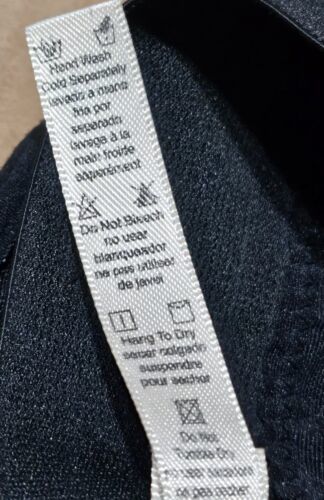 Hand Wash
Cold Separately
lavado a mano
fria por
separado
lavage à la
main froide
séparément
Do Not Bleach
no usar
blanqueador
ne pas utiliser
de javel
Hang To Dry
secar colgado
suspendre
pour sécher
Do Not
Tumble Dry